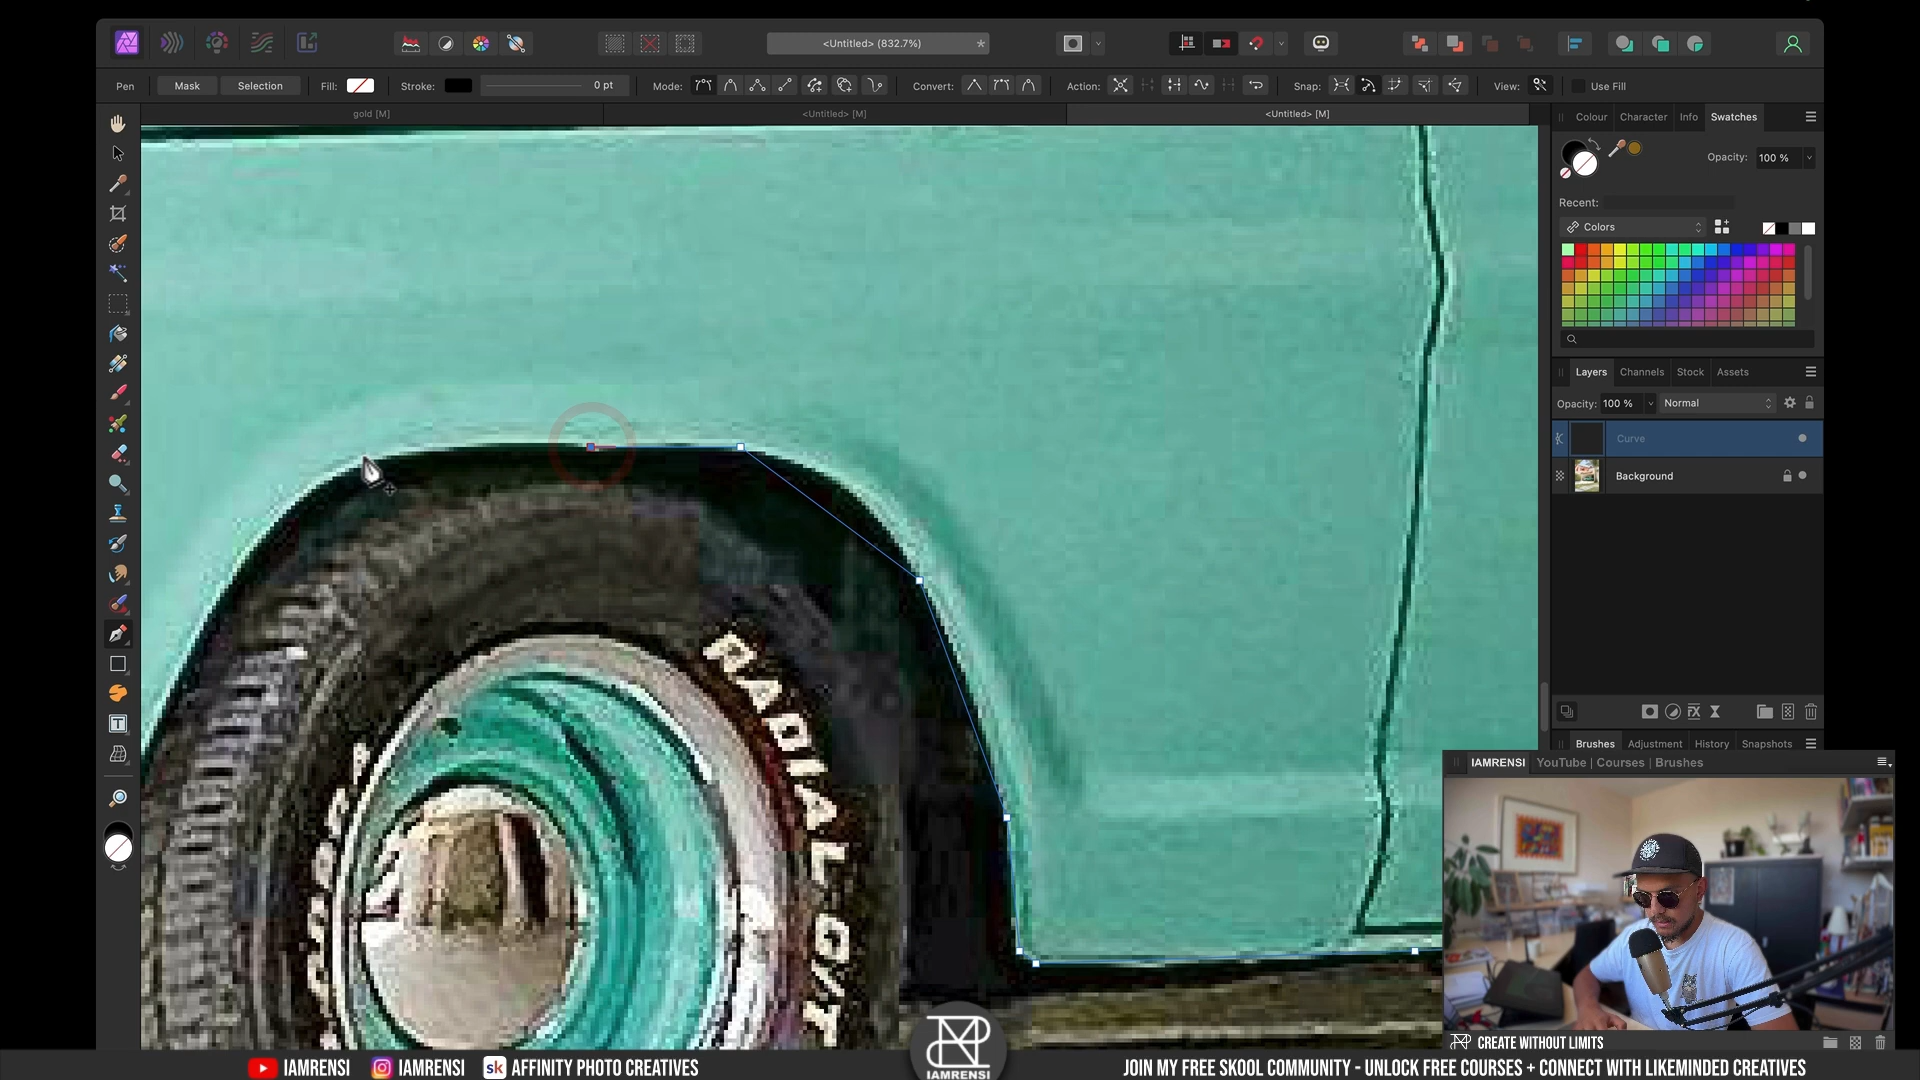 <Untitled> (832.7%)
*
Pen
Mask
Selection
Fill:
Stroke:
0 pt
Mode:
Convert:
Action:
Snap:
View:
Use Fill
gold [M]
<Untitled> [M]
<Untitled> [M]
Colour
Character
Info
Swatches
Opacity:
100 %
Recent:
Colors
Layers
Channels
Stock
Assets
Opacity:
100 %
Normal
Curve
Background
Brushes
Adjustment
History
Snapshots
IAMRENSI
YouTube | Courses | Brushes
RADIAL G/T
CREATE WITHOUT LIMITS
IAMRENSI
IAMRENSI
sk
AFFINITY PHOTO CREATIVES
IAMRENSI
JOIN MY FREE SKOOL COMMUNITY - UNLOCK FREE COURSES + CONNECT WITH LIKEMINDED CREATIVES